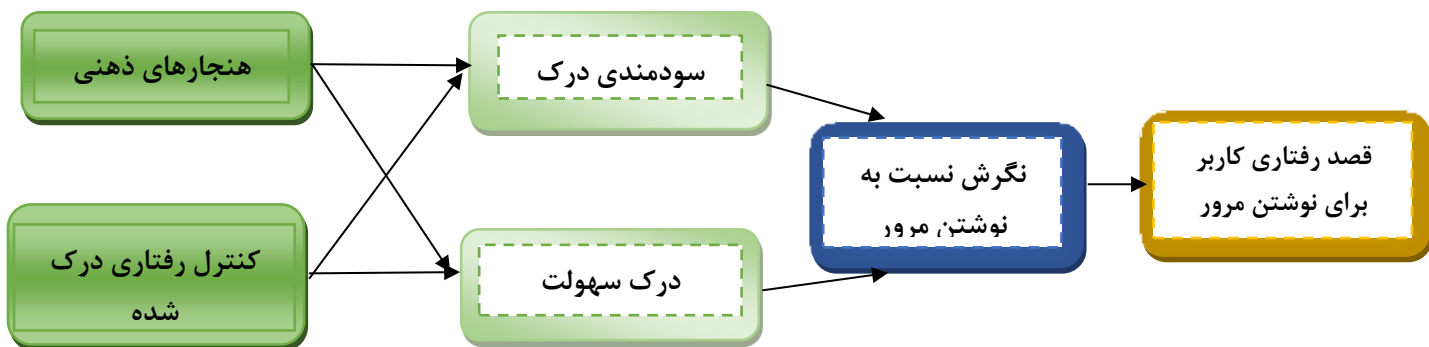 هنجارهای ذهنی
سودمندی درک
کنترل رفتاری درک
شده
درک سهولت
نگرش نسبت به
نوشتن مرور
قصد رفتاری کاربر
برای نوشتن مرور